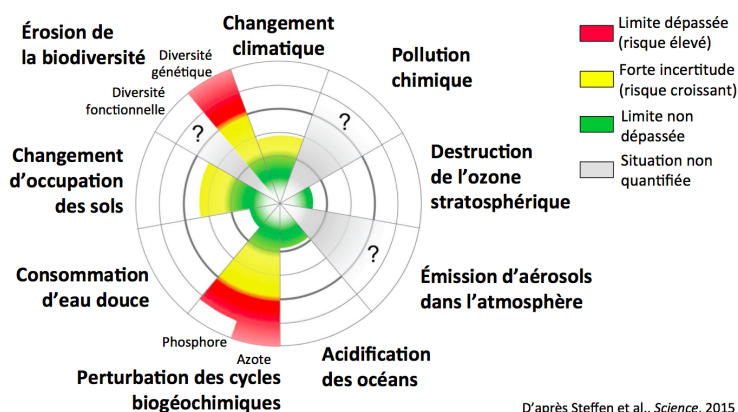 Érosion de
la biodiversité
Diversité
génétique
Diversité
fonctionnelle
Changement
climatique
Pollution
chimique
?
?
Changement
d'occupation
des sols
Destruction
de l'ozone
stratosphérique
?
Consommation
d'eau douce
Émission d'aérosols
dans l'atmosphère
Phosphore
Azote
Perturbation des cycles
biogéochimiques
Acidification
des océans
Limite dépassée
(risque élevé)
Forte incertitude
(risque croissant)
Limite non
dépassée
Situation non
quantifiée
D'après Steffen et al., Science, 2015